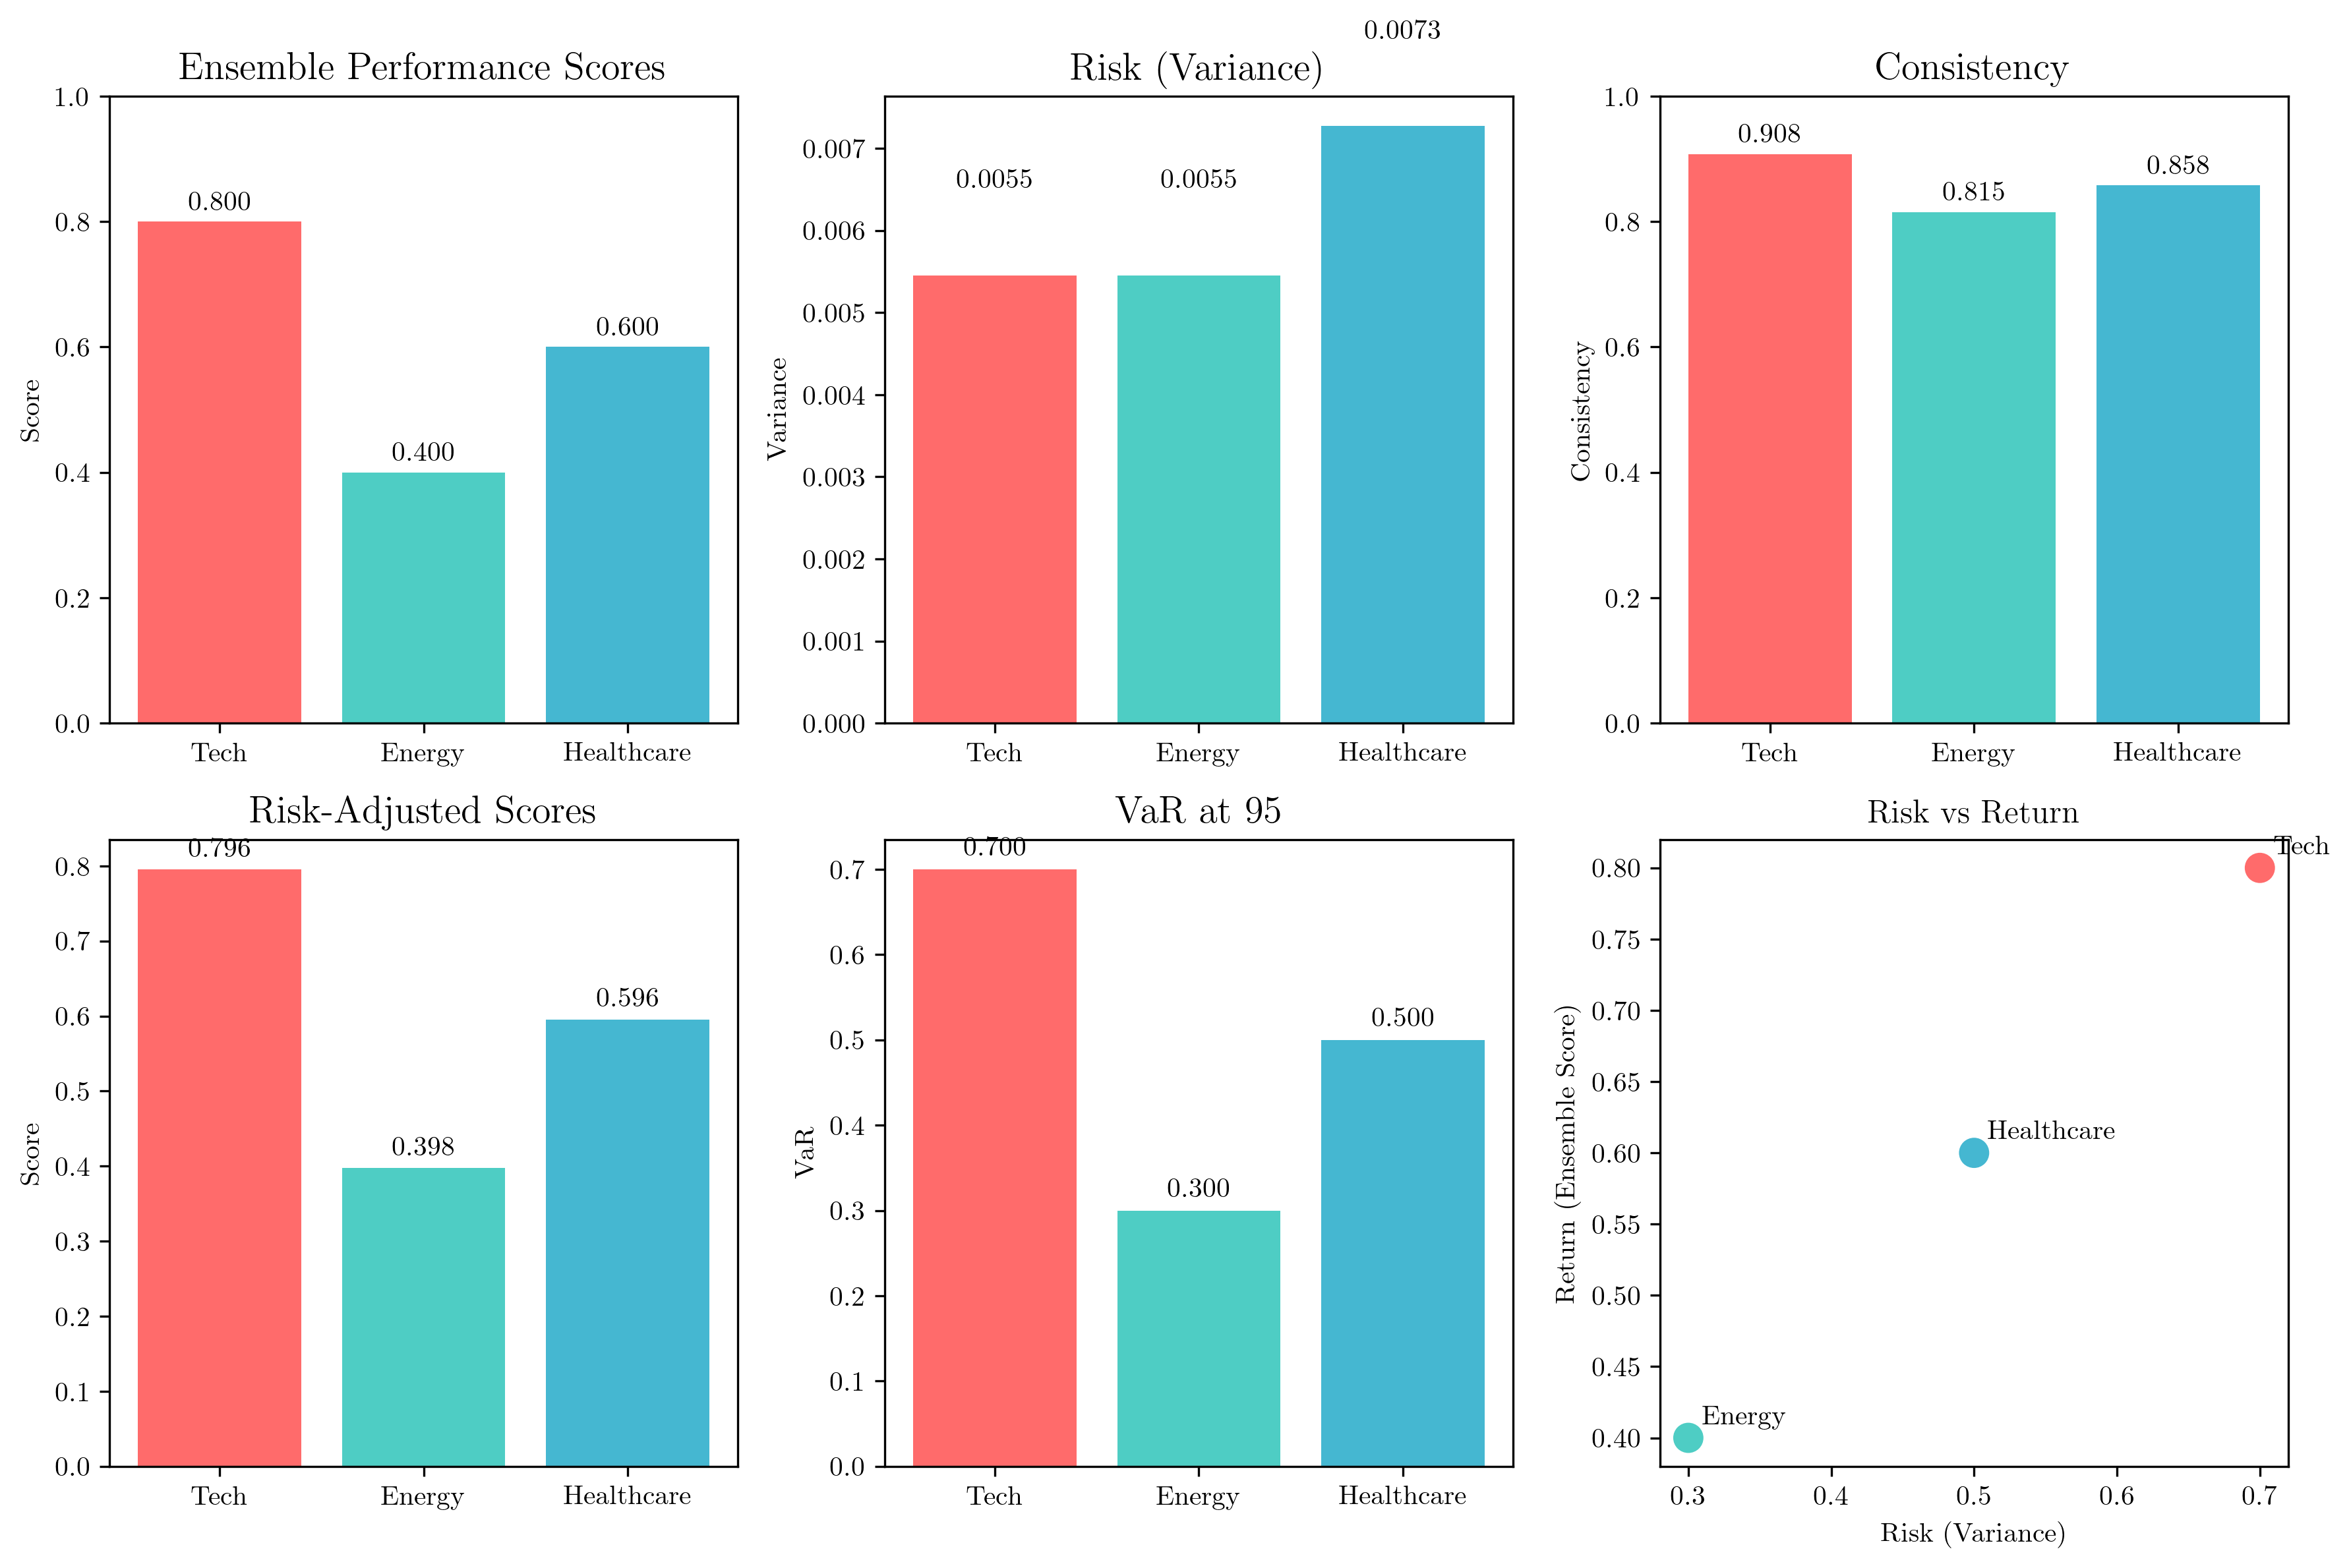 Ensemble Performance Scores
Score
1.0
0.8
0.6
0.4
0.2
0.0
0.800
0.400
0.600
Tech
Energy
Healthcare
Risk (Variance)
Variance
0.007
0.006
0.005
0.004
0.003
0.002
0.001
0.000
0.0055
0.0055
0.0073
Tech
Energy
Healthcare
Consistency
Consistency
1.0
0.8
0.6
0.4
0.2
0.0
0.908
0.815
0.858
Tech
Energy
Healthcare
Risk-Adjusted Scores
Score
0.8
0.7
0.6
0.5
0.4
0.3
0.2
0.1
0.0
0.796
0.398
0.596
Tech
Energy
Healthcare
VaR at 95
VaR
0.7
0.6
0.5
0.4
0.3
0.2
0.1
0.0
0.700
0.300
0.500
Tech
Energy
Healthcare
Risk vs Return
Return (Ensemble Score)
0.80
0.75
0.70
0.65
0.60
0.55
0.50
0.45
0.40
Tech
Healthcare
Energy
0.3
0.4
0.5
0.6
0.7
Risk (Variance)